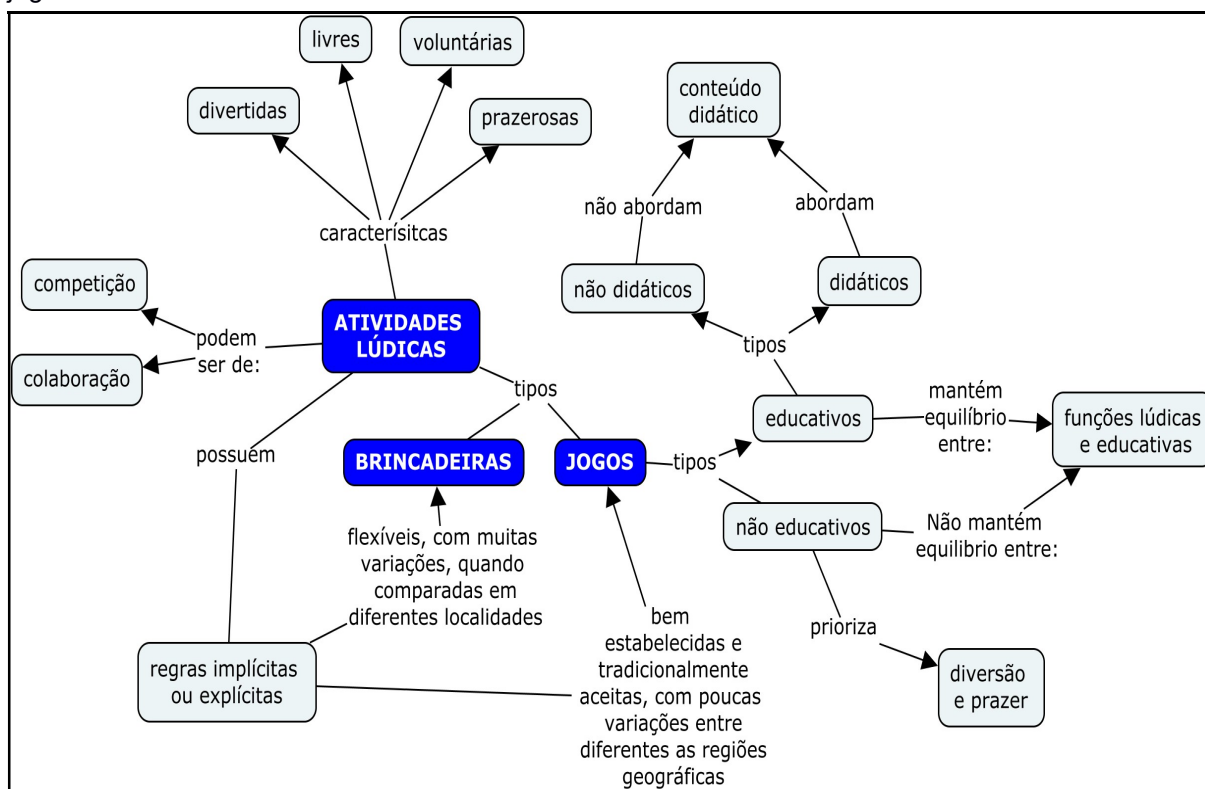 livres
voluntárias
divertidas
prazerosas
caracterísitcas
conteúdo
didático
não abordam
abordam
não didáticos
didáticos
tipos
competição
colaboração
podem
ser de:
ATIVIDADES
LÚDICAS
possuem
tipos
BRINCADEIRAS
JOGOS
tipos
educativos
mantém
equilíbrio
entre:
funções lúdicas
e educativas
não educativos
Não mantém
equilibrio entre:
prioriza
diversão
e prazer
flexíveis, com muitas
variações, quando
comparadas em
diferentes localidades
regras implícitas
ou explícitas
bem
estabelecidas e
tradicionalmente
aceitas, com poucas
variações entre
diferentes as regiões
geográficas